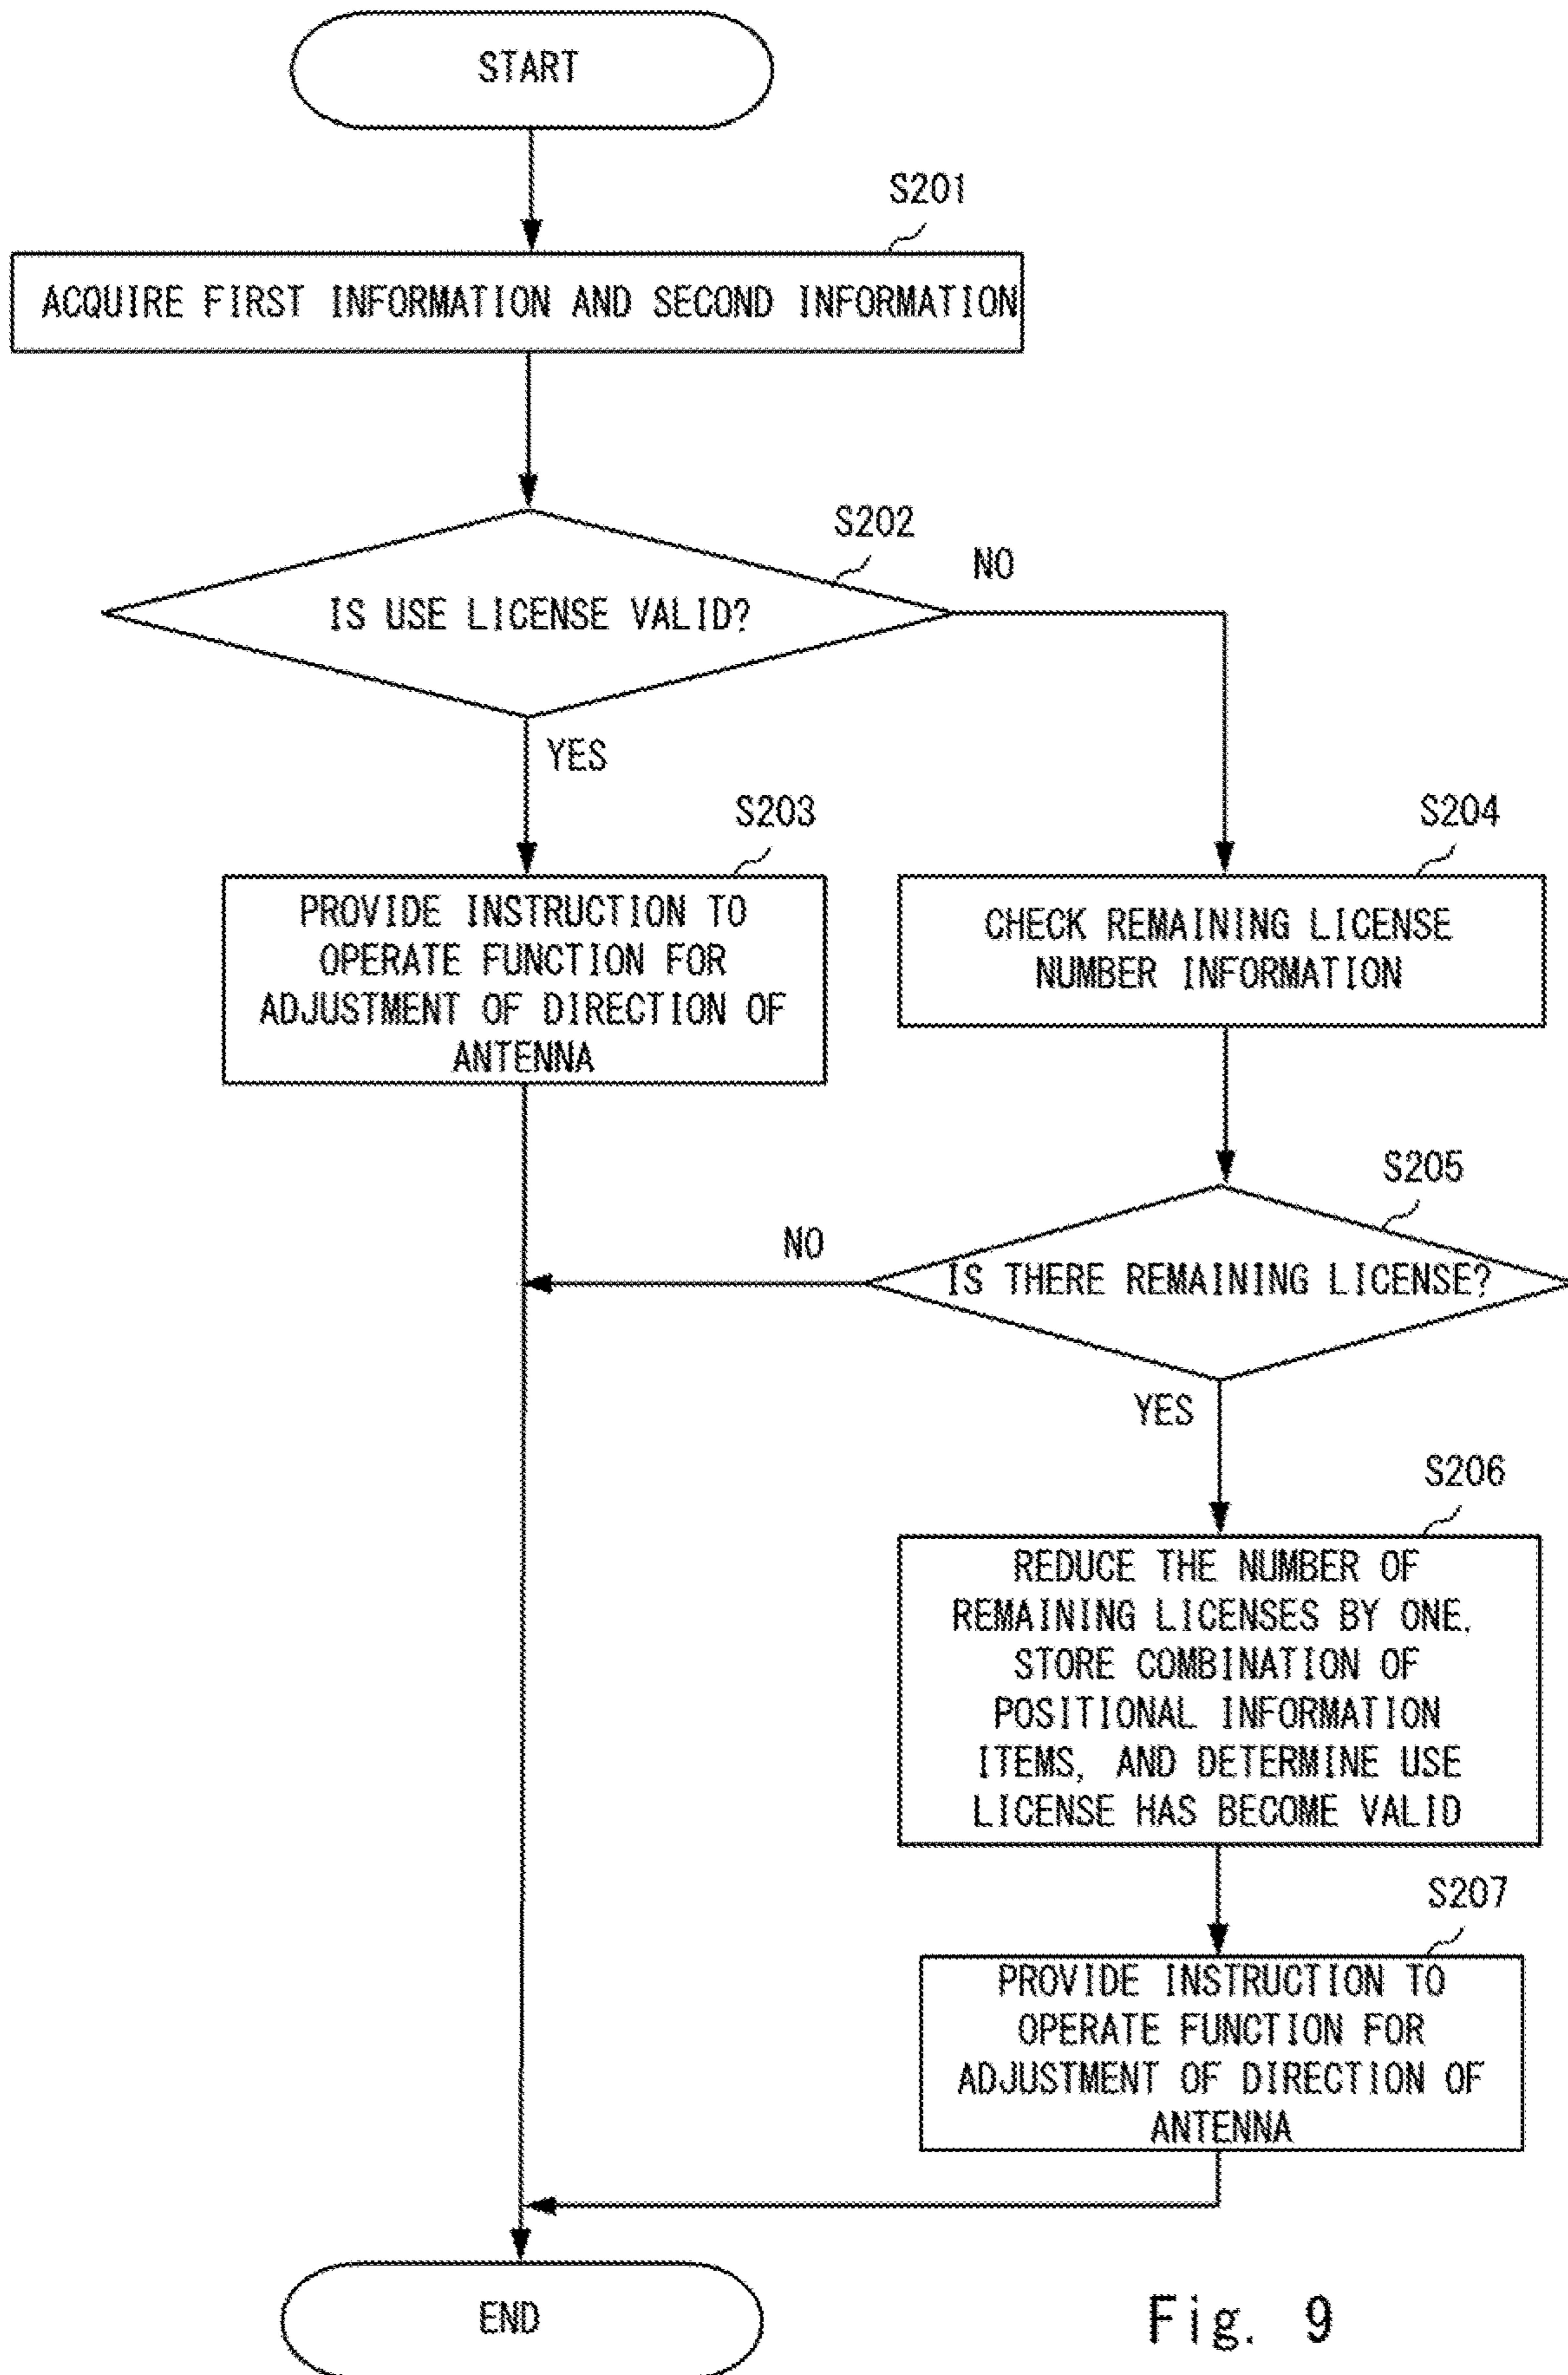 START
S201
ACQUIRE FIRST INFORMATION AND SECOND INFORMATION
S202
NO
IS USE LICENSE VALID?
YES
S203
PROVIDE INSTRUCTION TO
OPERATE FUNCTION FOR
ADJUSTMENT OF DIRECTION OF
ANTENNA
S204
CHECK REMAINING LICENSE
NUMBER INFORMATION
S205
NO
IS THERE REMAINING LICENSE?
YES
S206
REDUCE THE NUMBER OF
REMAINING LICENSES BY ONE,
STORE COMBINATION OF
POSITIONAL INFORMATION
ITEMS, AND DETERMINE USE
LICENSE HAS BECOME VALID
S207
PROVIDE INSTRUCTION TO
OPERATE FUNCTION FOR
ADJUSTMENT OF DIRECTION OF
ANTENNA
END
Fig. 9